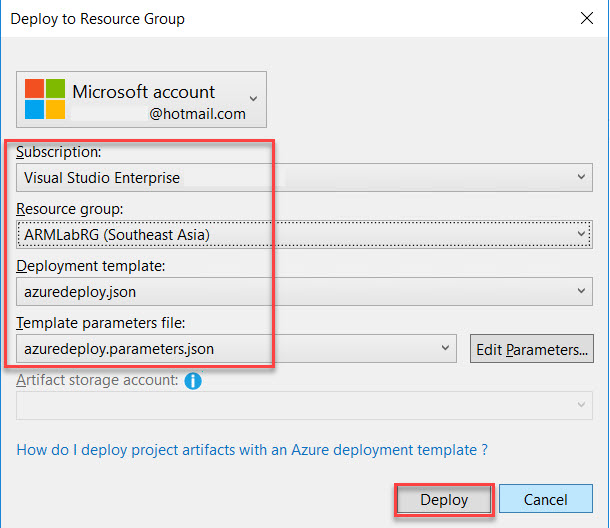 Deploy to Resource Group
Microsoft account
@hotmail.com
Subscription:
Visual Studio Enterprise
Resource group:
ARMLabRG (Southeast Asia)
Deployment template:
azuredeploy.json
Template parameters file:
azuredeploy.parameters.json
Edit Parameters...
Artifact storage account:
How do I deploy project artifacts with an Azure deployment template ?
Deploy
Cancel